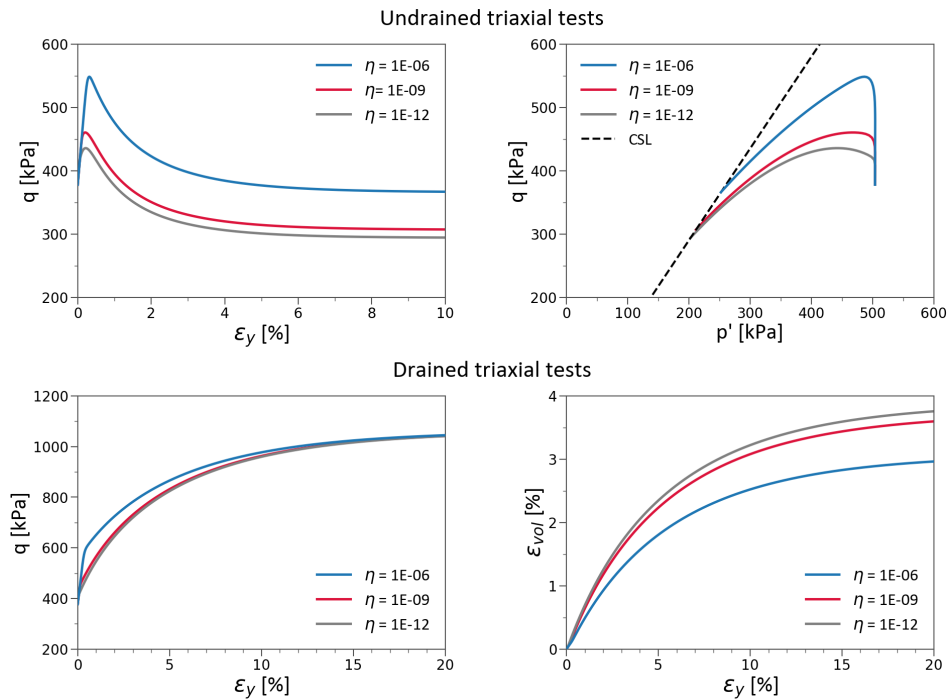 Undrained triaxial tests
600
500
400
300
200
q [kPa]
0
2
4
6
8
10
εy [%]
η = 1E-06
η = 1E-09
η = 1E-12
600
500
400
300
200
q [kPa]
0
100
200
300
400
500
600
p' [kPa]
η = 1E-06
η = 1E-09
η = 1E-12
CSL
Drained triaxial tests
1200
1000
800
600
400
200
q [kPa]
0
5
10
15
20
εy [%]
η = 1E-06
η = 1E-09
η = 1E-12
4
3
2
1
0
εvol [%]
0
5
10
15
20
εy [%]
η = 1E-06
η = 1E-09
η = 1E-12